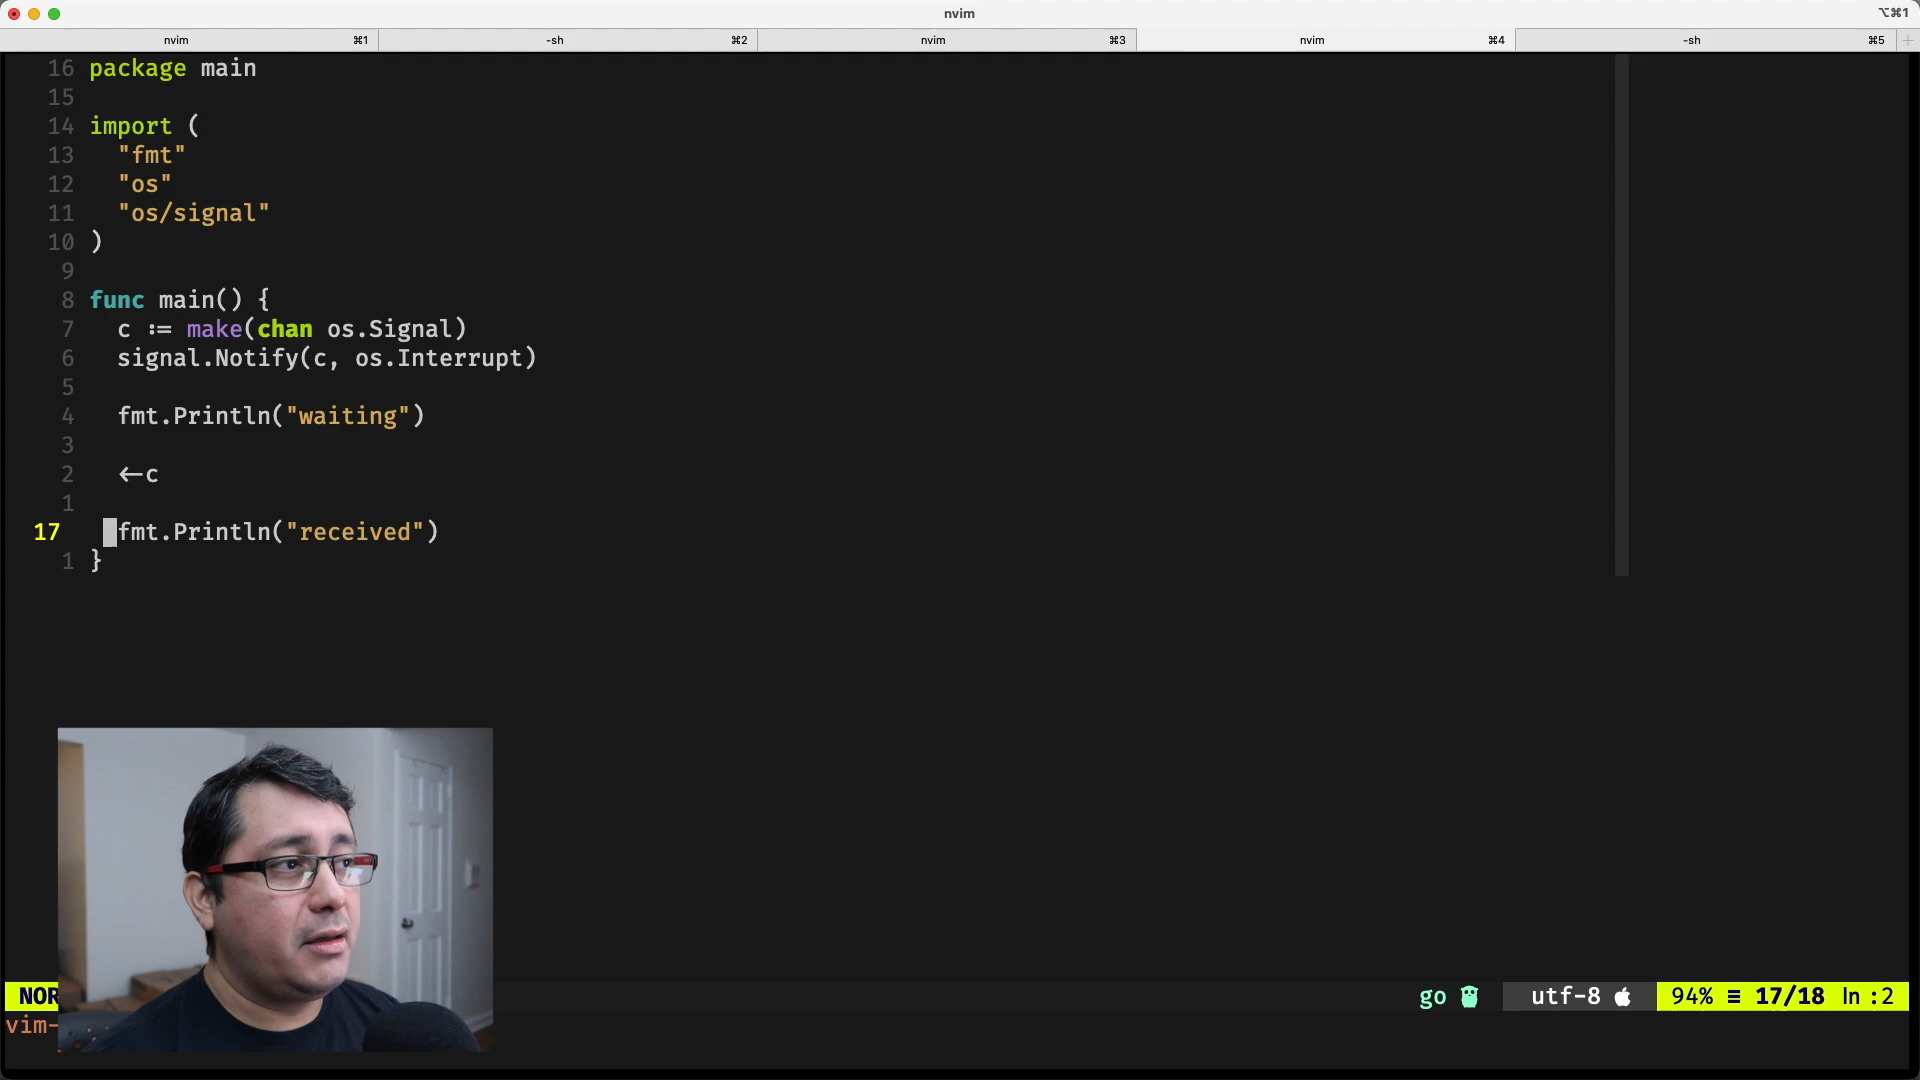 nvim ⌥⌘1
nvim ⌘1 -sh ⌘2 nvim ⌘3 nvim ⌘4 -sh ⌘5 +
16 package main
15
14 import (
13 "fmt"
12 "os"
11 "os/signal"
10 )
9
8 func main() {
7 c := make(chan os.Signal)
6 signal.Notify(c, os.Interrupt)
5
4 fmt.Println("waiting")
3
2 <-c
1
17 fmt.Println("received")
1 }
NOR go utf-8 94% ≡ 17/18 ln :2
vim-